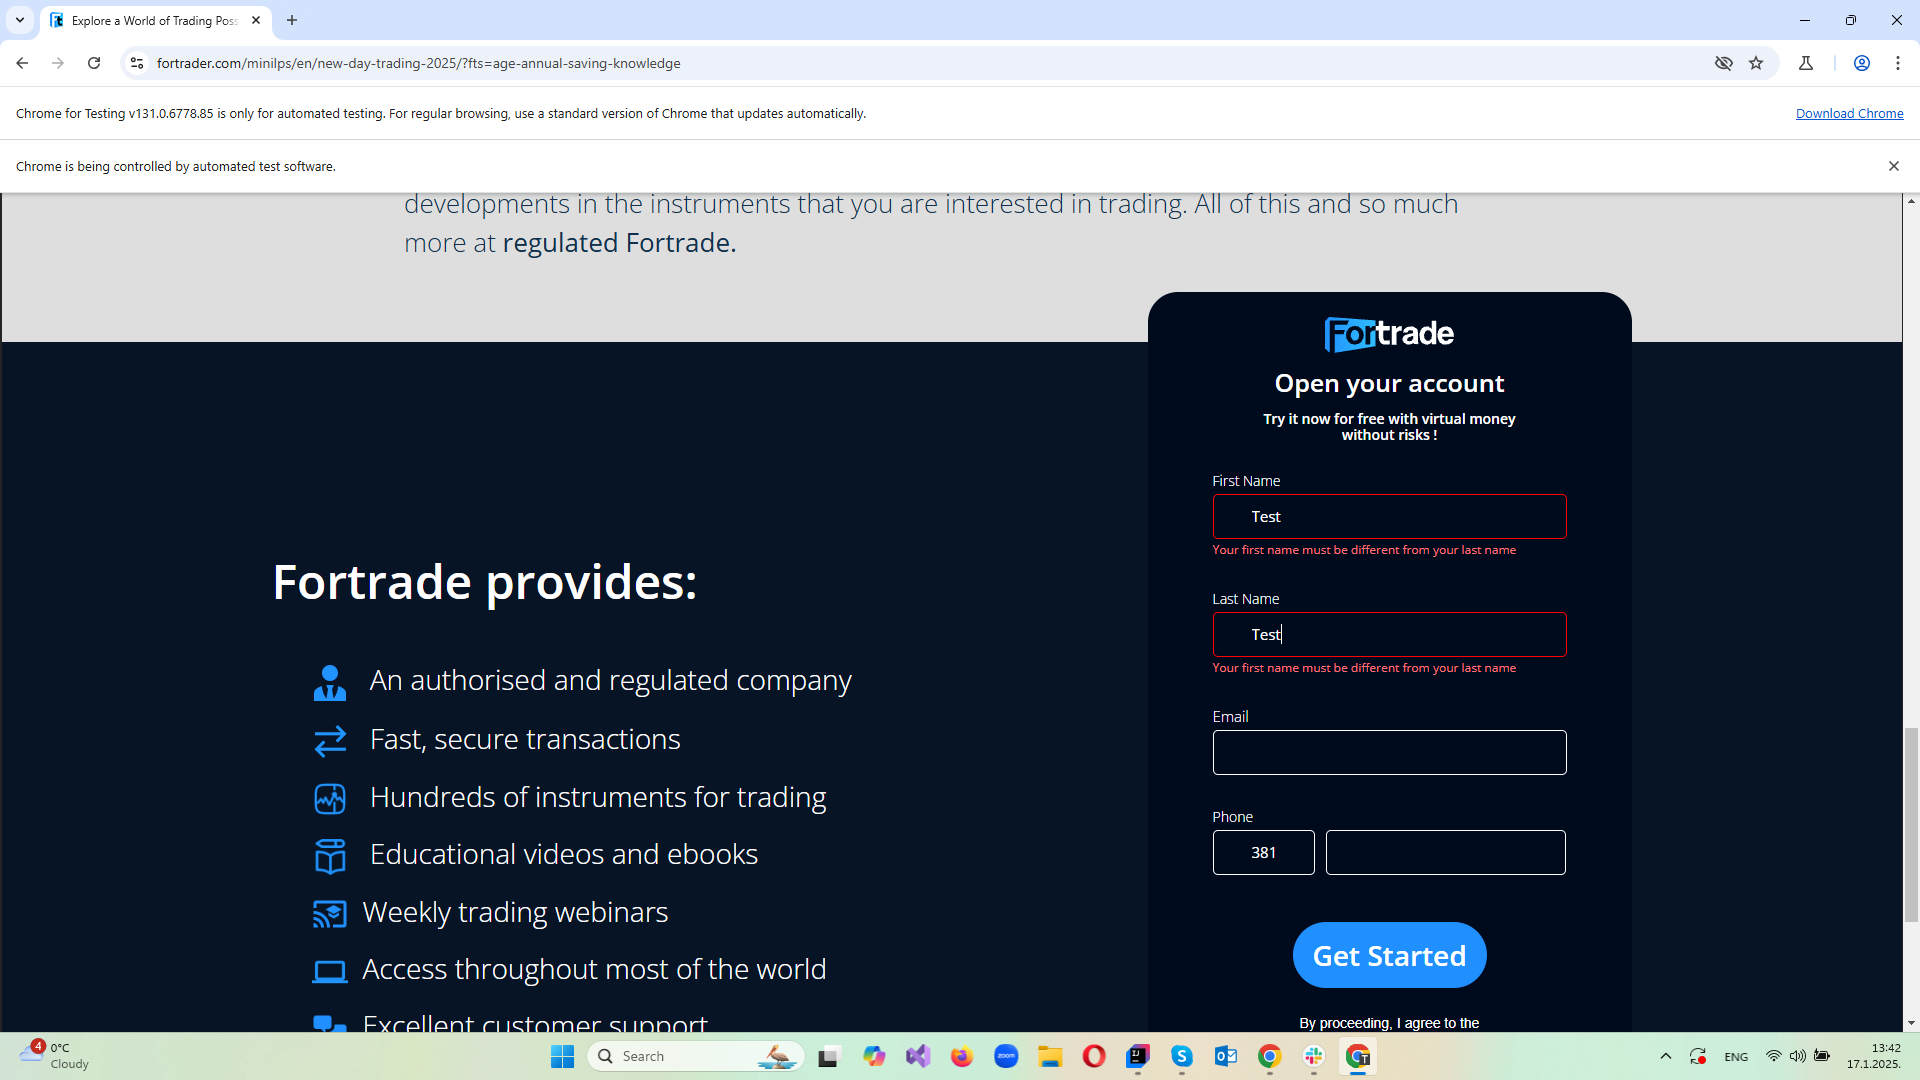 Explore a World of Trading Poss
fortrader.com/minilps/en/new-day-trading-2025/?fts=age-annual-saving-knowledge
Chrome for Testing v131.0.6778.85 is only for automated testing. For regular browsing, use a standard version of Chrome that updates automatically.
Download Chrome
Chrome is being controlled by automated test software.
developments in the instruments that you are interested in trading. All of this and so much
more at regulated Fortrade.
Fortrade
Open your account
Try it now for free with virtual money
without risks !
First Name
Test
Your first name must be different from your last name
Last Name
Test
Your first name must be different from your last name
Email
Phone
381
Get Started
By proceeding, I agree to the
Fortrade provides:
An authorised and regulated company
Fast, secure transactions
Hundreds of instruments for trading
Educational videos and ebooks
Weekly trading webinars
Access throughout most of the world
Excellent customer support
4
0°C
Cloudy
Search
zoom
ENG
13:42
17.1.2025.